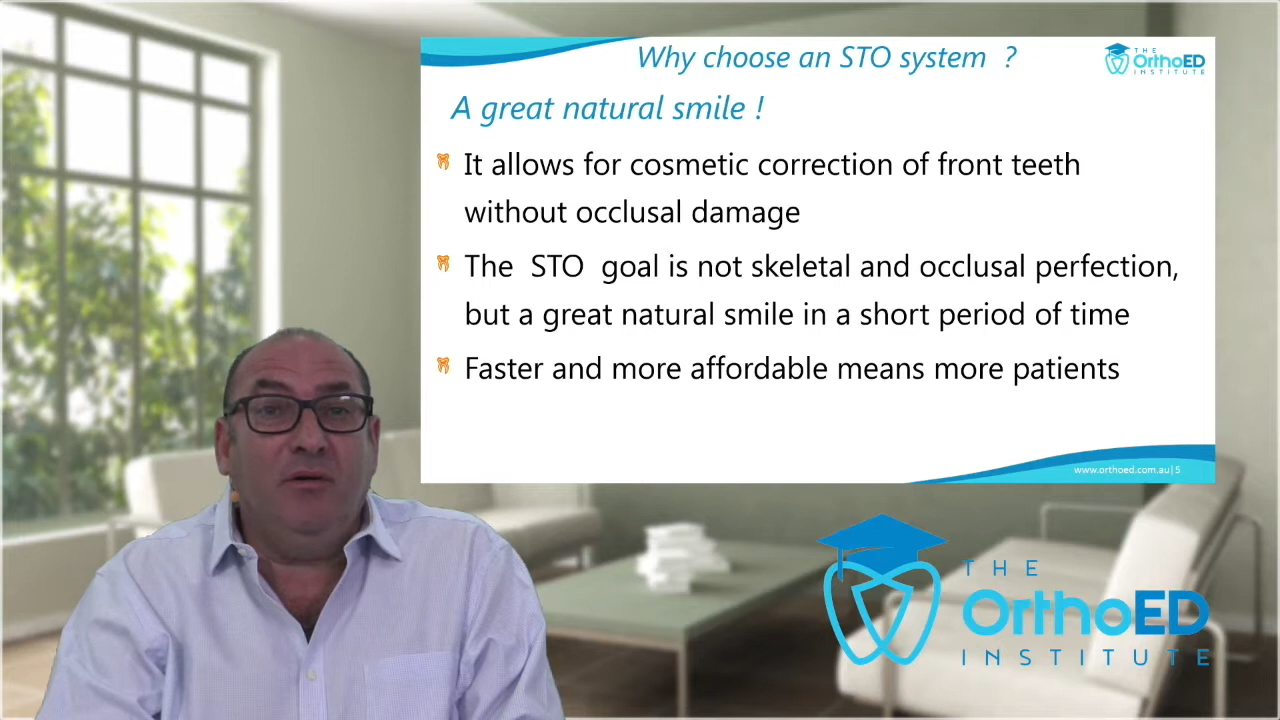 Why choose an STO system ?
THE
OrthoED
INSTITUTE
A great natural smile !
It allows for cosmetic correction of front teeth
without occlusal damage
The STO goal is not skeletal and occlusal perfection,
but a great natural smile in a short period of time
Faster and more affordable means more patients
www.orthoed.com.au|5
THE
OrthoED
INSTITUTE